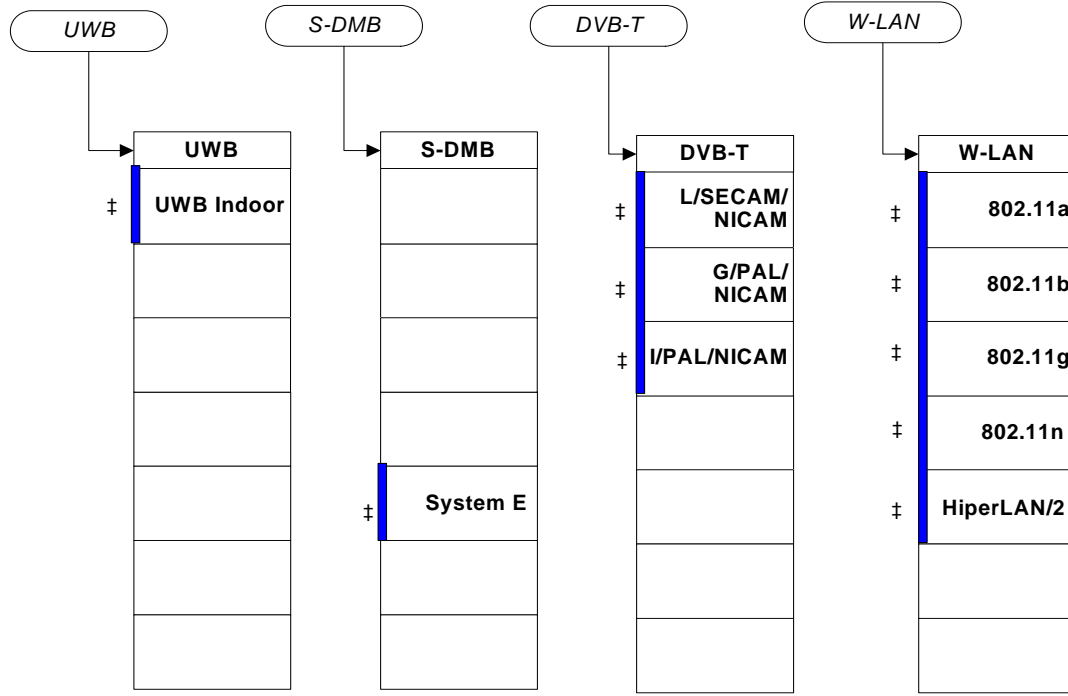 UWB
S-DMB
DVB-T
W-LAN
UWB
S-DMB
DVB-T
W-LAN
‡
UWB Indoor
‡
L/SECAM/
NICAM
‡
802.11a
‡
G/PAL/
NICAM
‡
802.11b
‡
I/PAL/NICAM
‡
802.11g
‡
802.11n
‡
System E
‡
HiperLAN/2